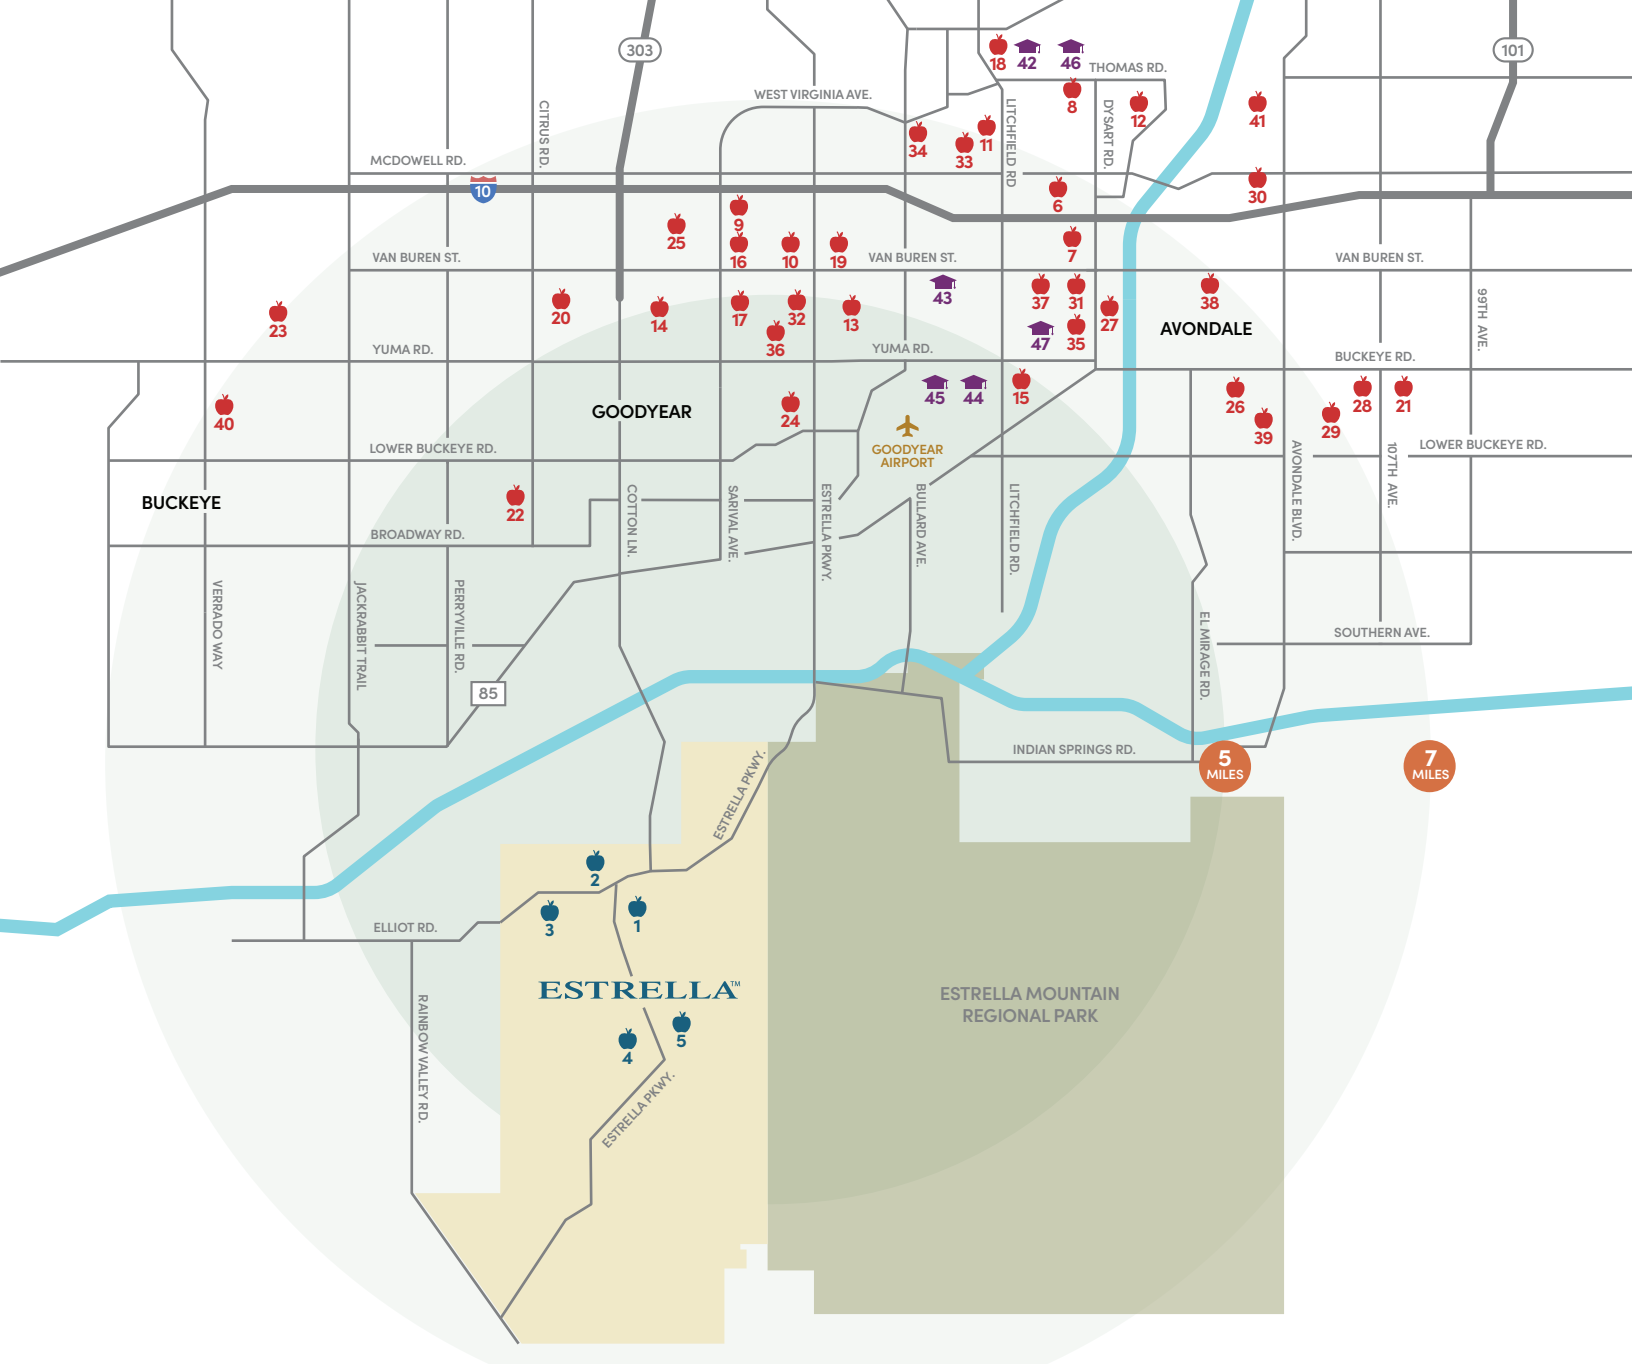 303
101
18
42
46
THOMAS RD.
8
WEST VIRGINIA AVE.
CITRUS RD.
LITCHFIELD RD
DYSART RD.
12
41
34
33
11
MCDOWELL RD.
10
6
30
9
25
16
10
19
7
VAN BUREN ST.
VAN BUREN ST.
VAN BUREN ST.
43
37
31
38
23
20
14
17
32
13
27
99TH AVE.
AVONDALE
36
47
35
YUMA RD.
YUMA RD.
BUCKEYE RD.
45
44
15
26
28
21
40
GOODYEAR
24
39
29
GOODYEAR
AIRPORT
LOWER BUCKEYE RD.
LOWER BUCKEYE RD.
AVONDALE BLVD.
107TH AVE.
BUCKEYE
22
COTTON LN.
SARIVAL AVE.
ESTRELLA PKWY.
BULLARD AVE.
LITCHFIELD RD.
BROADWAY RD.
VERRADO WAY
JACKRABBIT TRAIL
PERRYVILLE RD.
EL MIRAGE RD.
SOUTHERN AVE.
85
INDIAN SPRINGS RD.
5
MILES
7
MILES
ESTRELLA PKWY.
2
3
1
ELLIOT RD.
ESTRELLA™
ESTRELLA MOUNTAIN
REGIONAL PARK
RAINBOW VALLEY RD.
4
5
ESTRELLA PKWY.